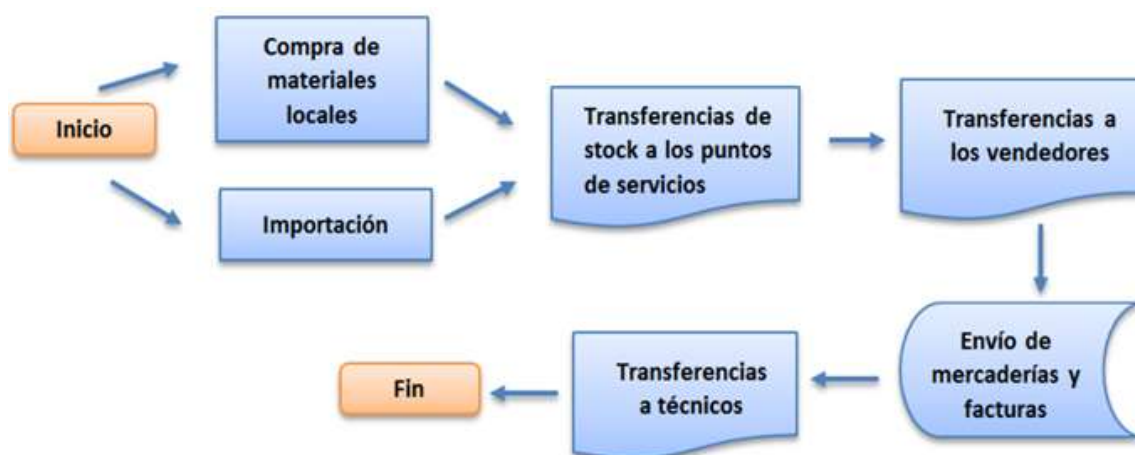 Inicio
Compra de
materiales
locales
Importación
Transferencias de
stock a los puntos
de servicios
Transferencias a
los vendedores
Envío de
mercaderías y
facturas
Transferencias
a técnicos
Fin